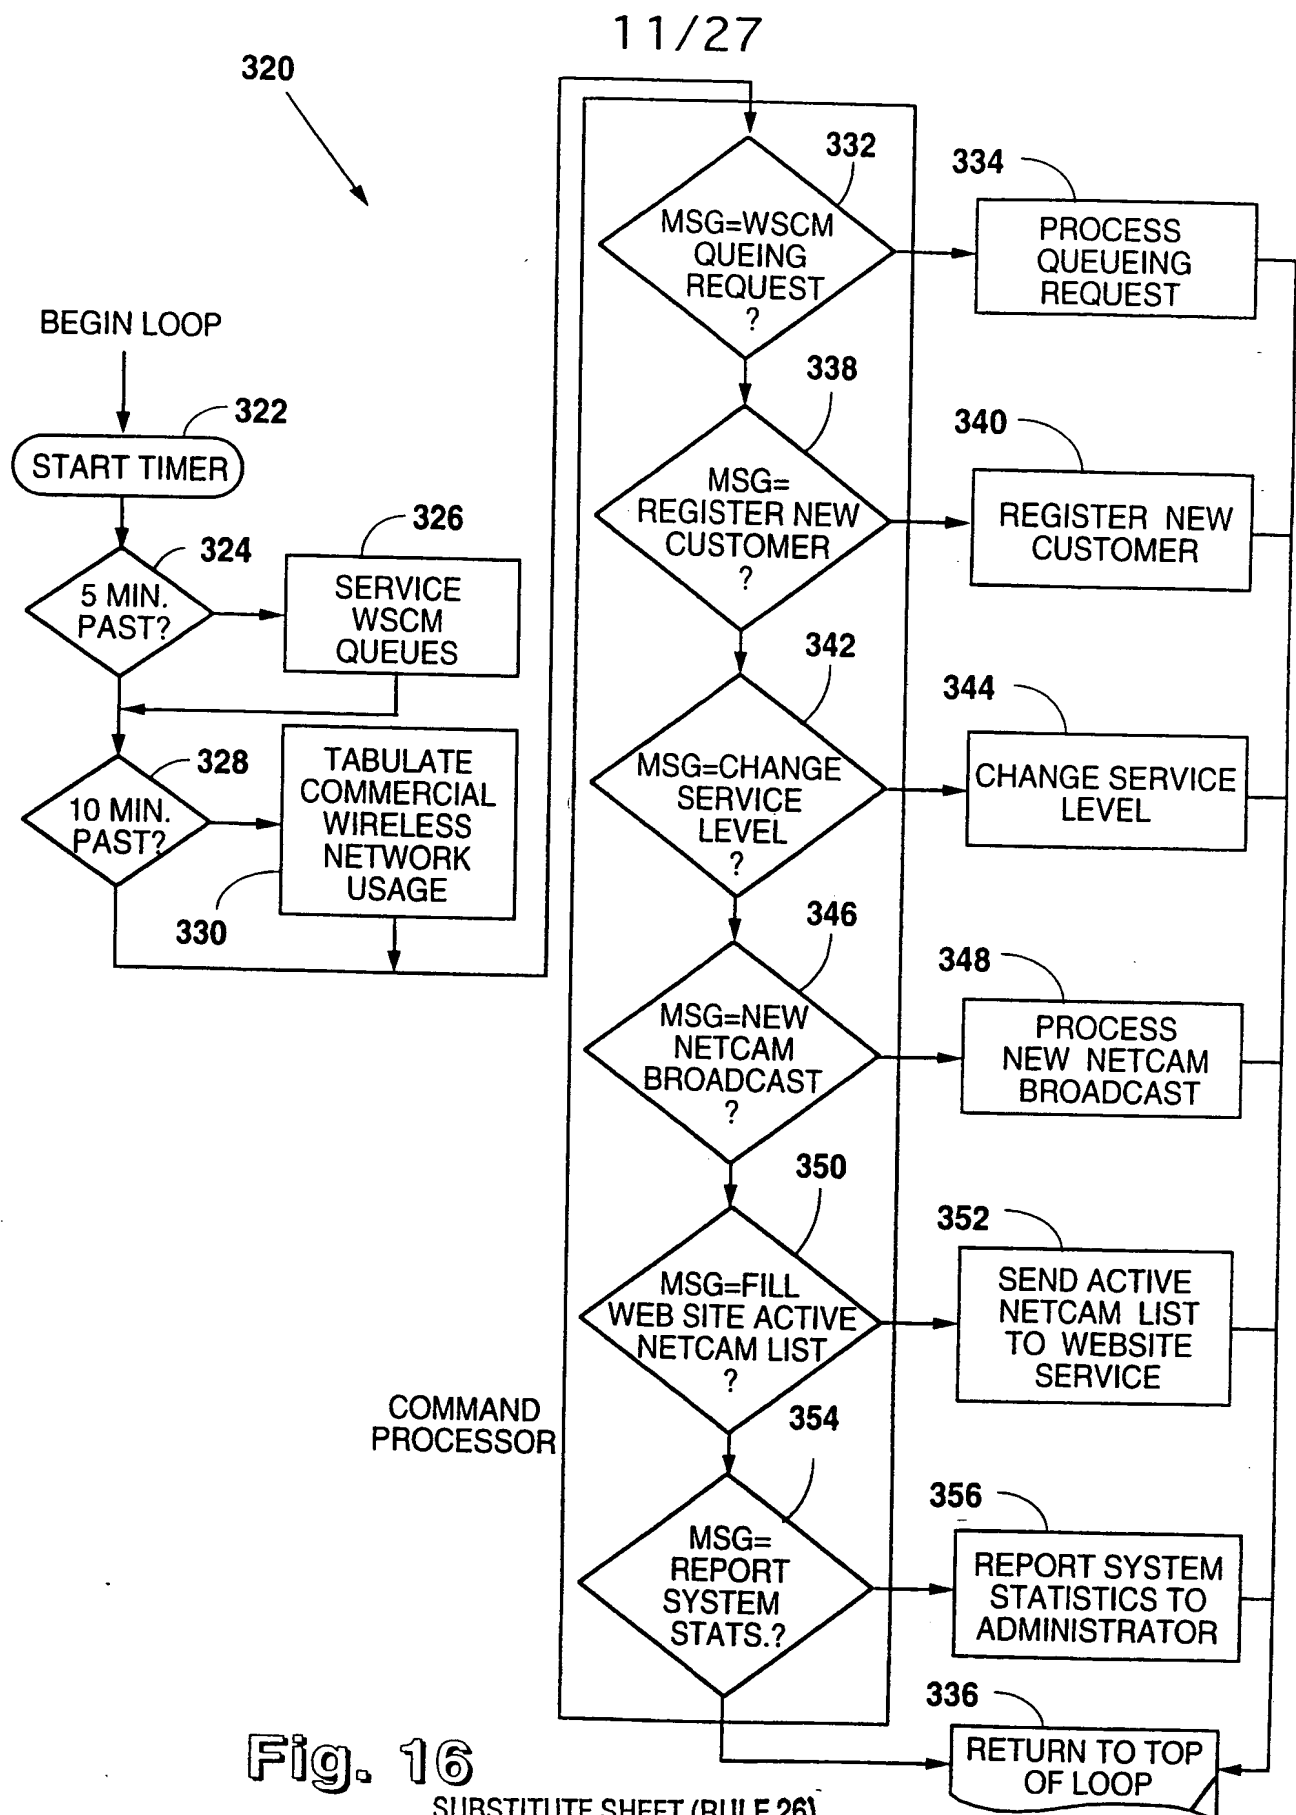 11/27
320
BEGIN LOOP
322
START TIMER
324
5 MIN.
PAST?
326
SERVICE
WSCM
QUEUES
328
10 MIN.
PAST?
TABULATE
COMMERCIAL
WIRELESS
NETWORK
USAGE
330
332
MSG=WSCM
QUEING
REQUEST
?
334
PROCESS
QUEUEING
REQUEST
338
MSG=
REGISTER NEW
CUSTOMER
?
340
REGISTER NEW
CUSTOMER
342
MSG=CHANGE
SERVICE
LEVEL
?
344
CHANGE SERVICE
LEVEL
346
MSG=NEW
NETCAM
BROADCAST
?
348
PROCESS
NEW NETCAM
BROADCAST
350
MSG=FILL
WEB SITE ACTIVE
NETCAM LIST
?
352
SEND ACTIVE
NETCAM LIST
TO WEBSITE
SERVICE
COMMAND
PROCESSOR
354
MSG=
REPORT
SYSTEM
STATS.?
356
REPORT SYSTEM
STATISTICS TO
ADMINISTRATOR
336
RETURN TO TOP
OF LOOP
Fig. 16
SUBSTITUTE SHEET (RULE 26)